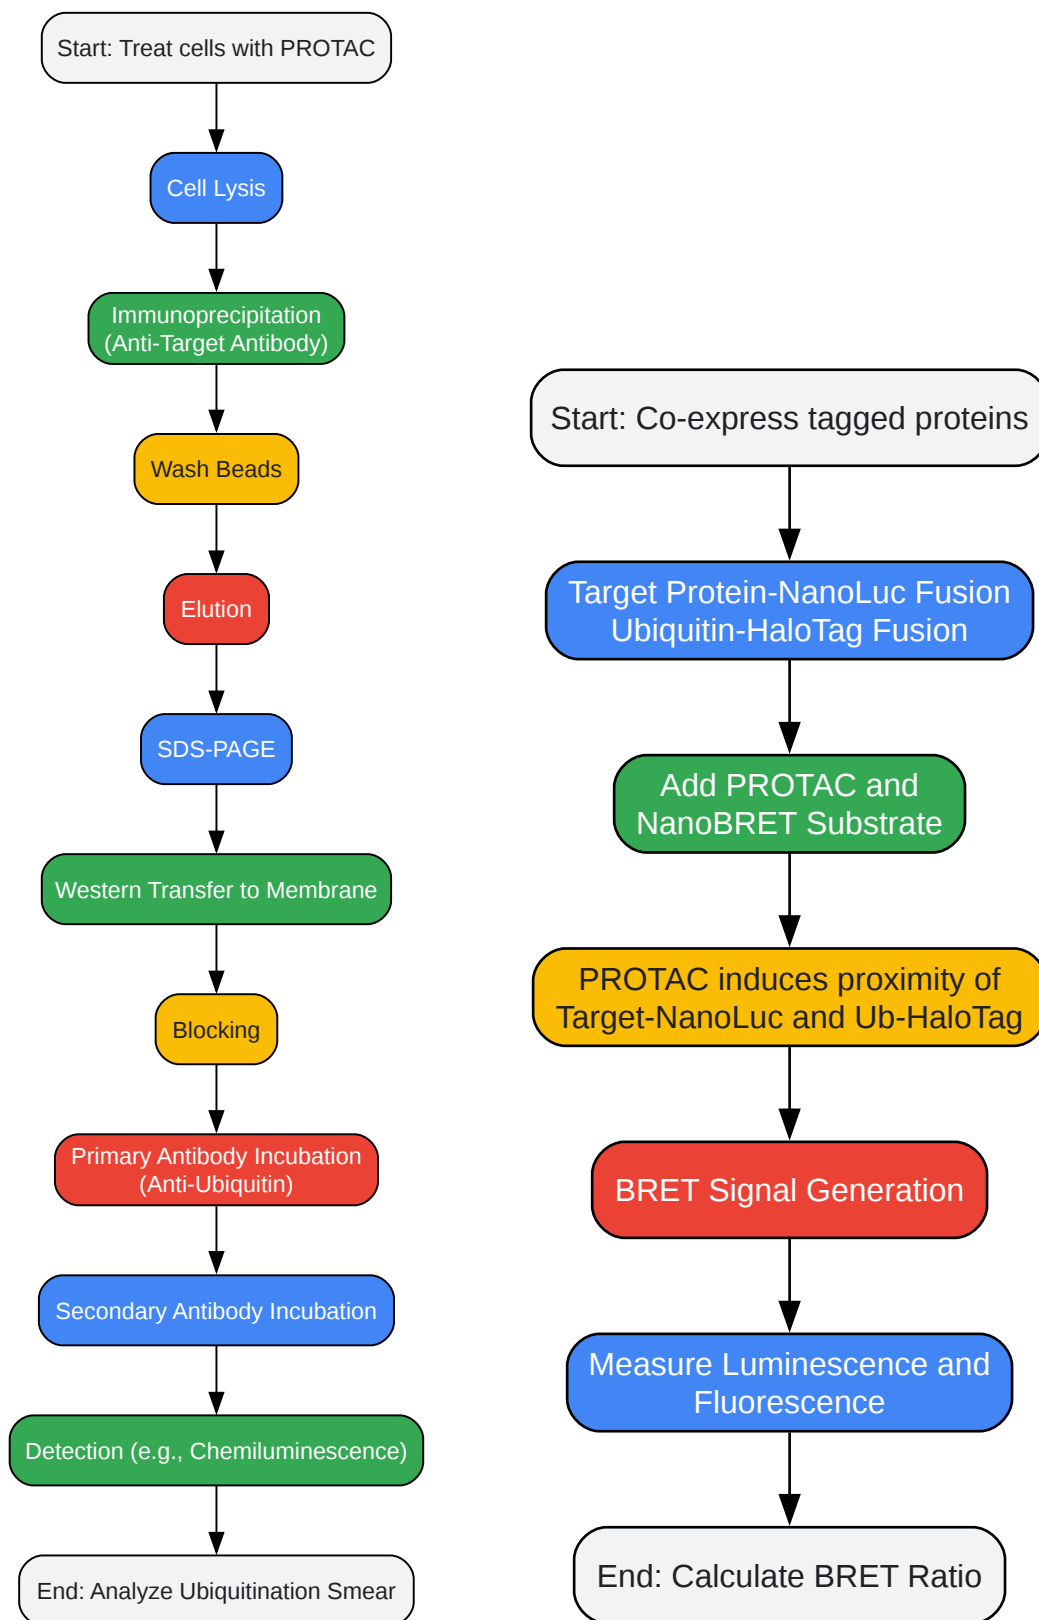 Start: Treat cells with PROTAC
Cell Lysis
Immunoprecipitation
(Anti-Target Antibody)
Wash Beads
Elution
SDS-PAGE
Western Transfer to Membrane
Blocking
Primary Antibody Incubation
(Anti-Ubiquitin)
Secondary Antibody Incubation
Detection (e.g., Chemiluminescence)
End: Analyze Ubiquitination Smear
Start: Co-express tagged proteins
Target Protein-NanoLuc Fusion
Ubiquitin-HaloTag Fusion
Add PROTAC and
NanoBRET Substrate
PROTAC induces proximity of
Target-NanoLuc and Ub-HaloTag
BRET Signal Generation
Measure Luminescence and
Fluorescence
End: Calculate BRET Ratio